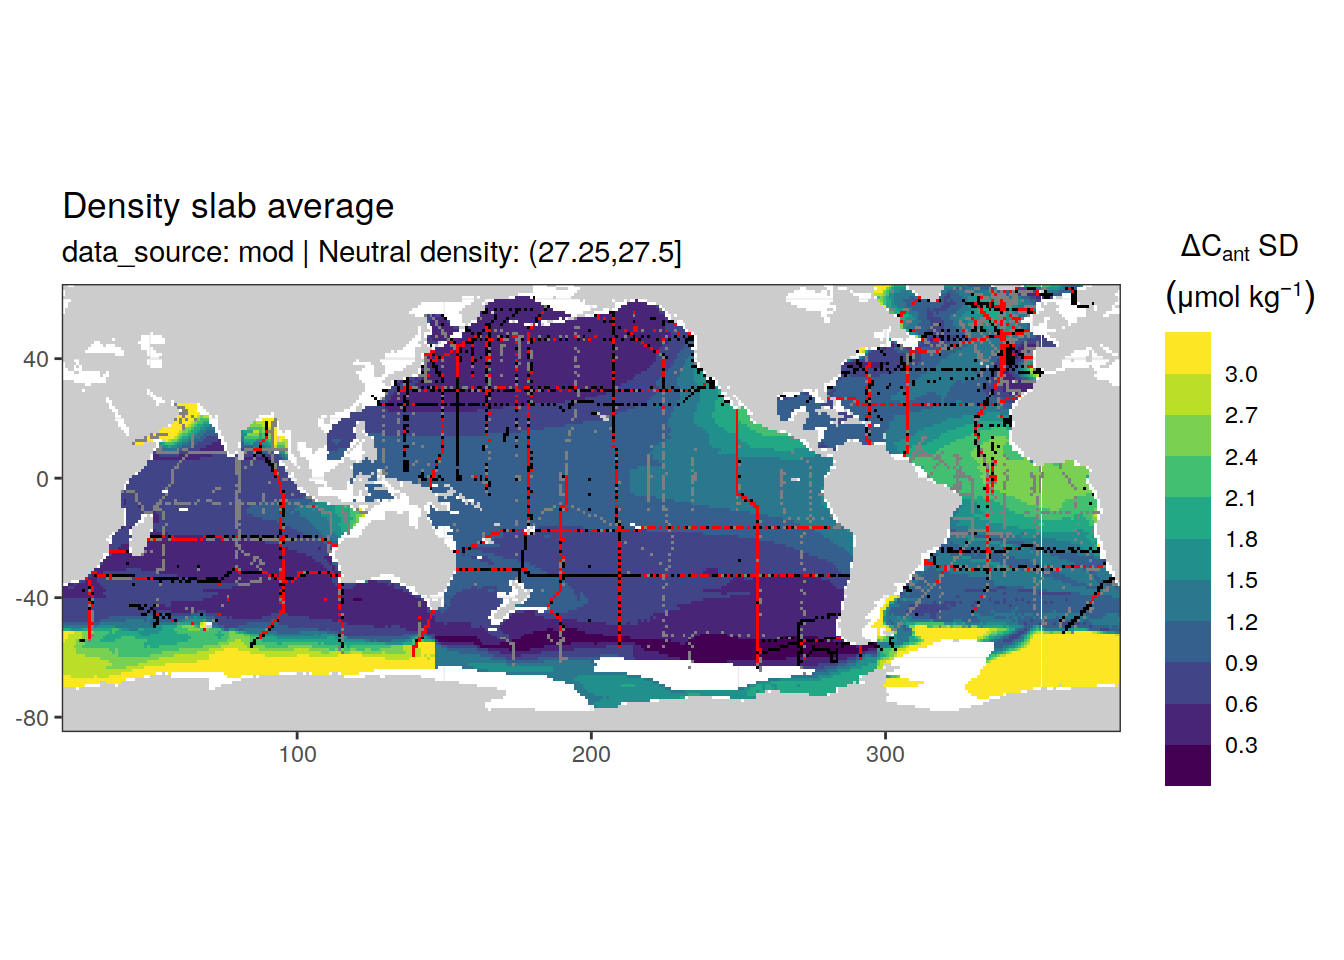 Density slab average
data_source: mod | Neutral density: (27.25,27.5]
ΔCant SD
(μmol kg⁻¹)
3.0
2.7
2.4
2.1
1.8
1.5
1.2
0.9
0.6
0.3
40
0
-40
-80
100 200 300